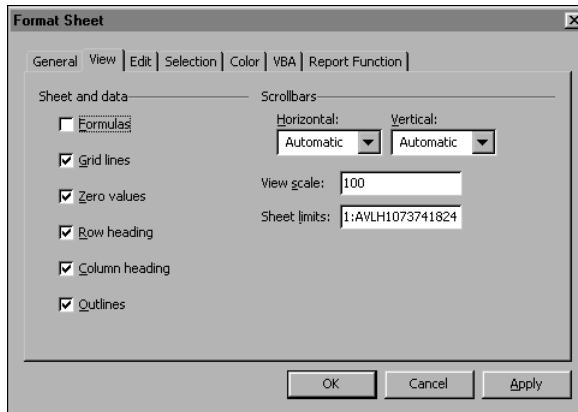 Format Sheet
General View Edit Selection Color VBA Report Function
Sheet and data
Formulas
Grid lines
Zero values
Row heading
Column heading
Outlines
Scrollbars
Horizontal: Vertical:
Automatic Automatic
View scale: 100
Sheet limits: 1:AVLH1073741824
OK Cancel Apply